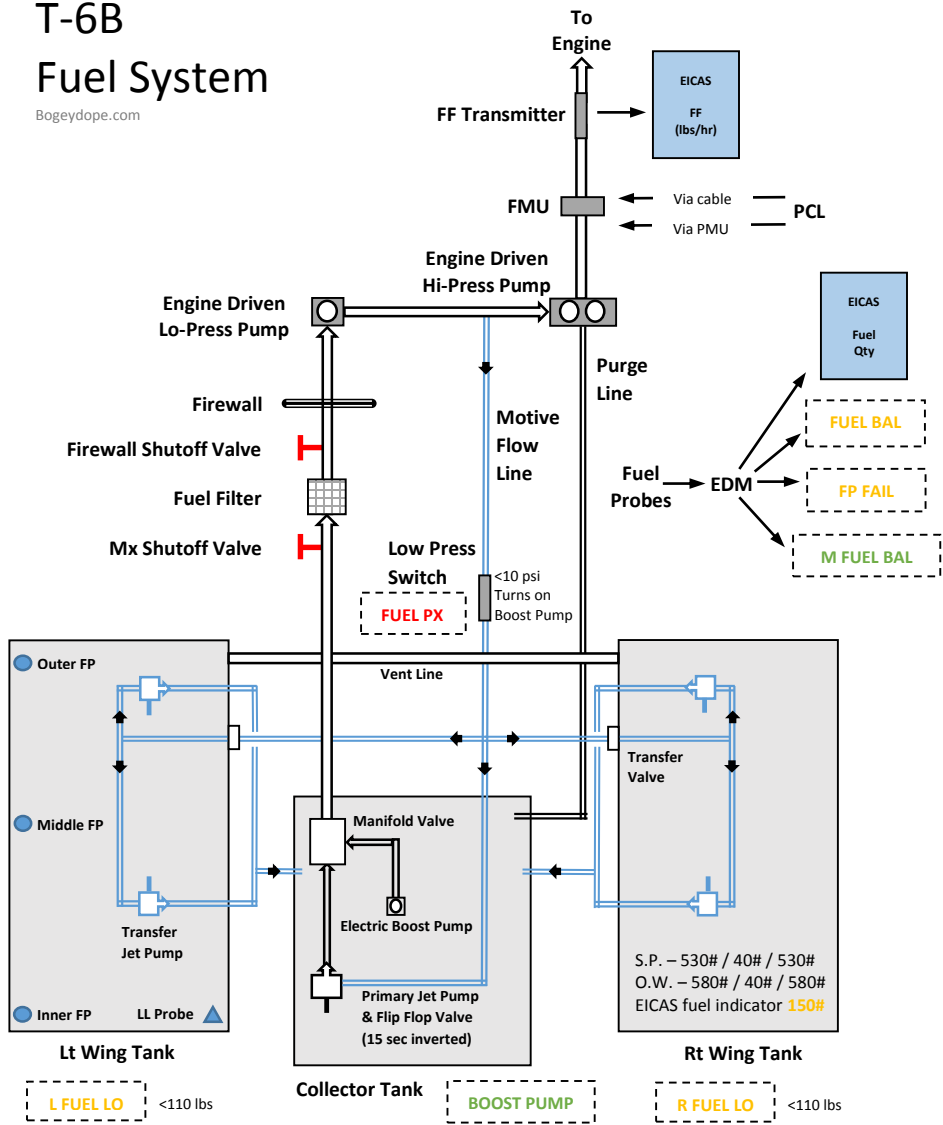 T-6B
Fuel System
Bogeydope.com
To
Engine
EICAS
FF
(lbs/hr)
FF Transmitter
FMU
Via cable
Via PMU
PCL
Engine Driven
Hi-Press Pump
Engine Driven
Lo-Press Pump
EICAS
Fuel
Qty
Purge
Line
Firewall
Motive
Flow
Line
FUEL BAL
Firewall Shutoff Valve
Fuel
Probes
EDM
FP FAIL
Fuel Filter
Mx Shutoff Valve
Low Press
Switch
M FUEL BAL
<10 psi
Turns on
Boost Pump
FUEL PX
Outer FP
Vent Line
Transfer
Valve
Middle FP
Manifold Valve
Electric Boost Pump
Transfer
Jet Pump
S.P. – 530# / 40# / 530#
O.W. – 580# / 40# / 580#
EICAS fuel indicator 150#
Primary Jet Pump
& Flip Flop Valve
(15 sec inverted)
Inner FP
LL Probe
Lt Wing Tank
Rt Wing Tank
Collector Tank
L FUEL LO
<110 lbs
BOOST PUMP
R FUEL LO
<110 lbs